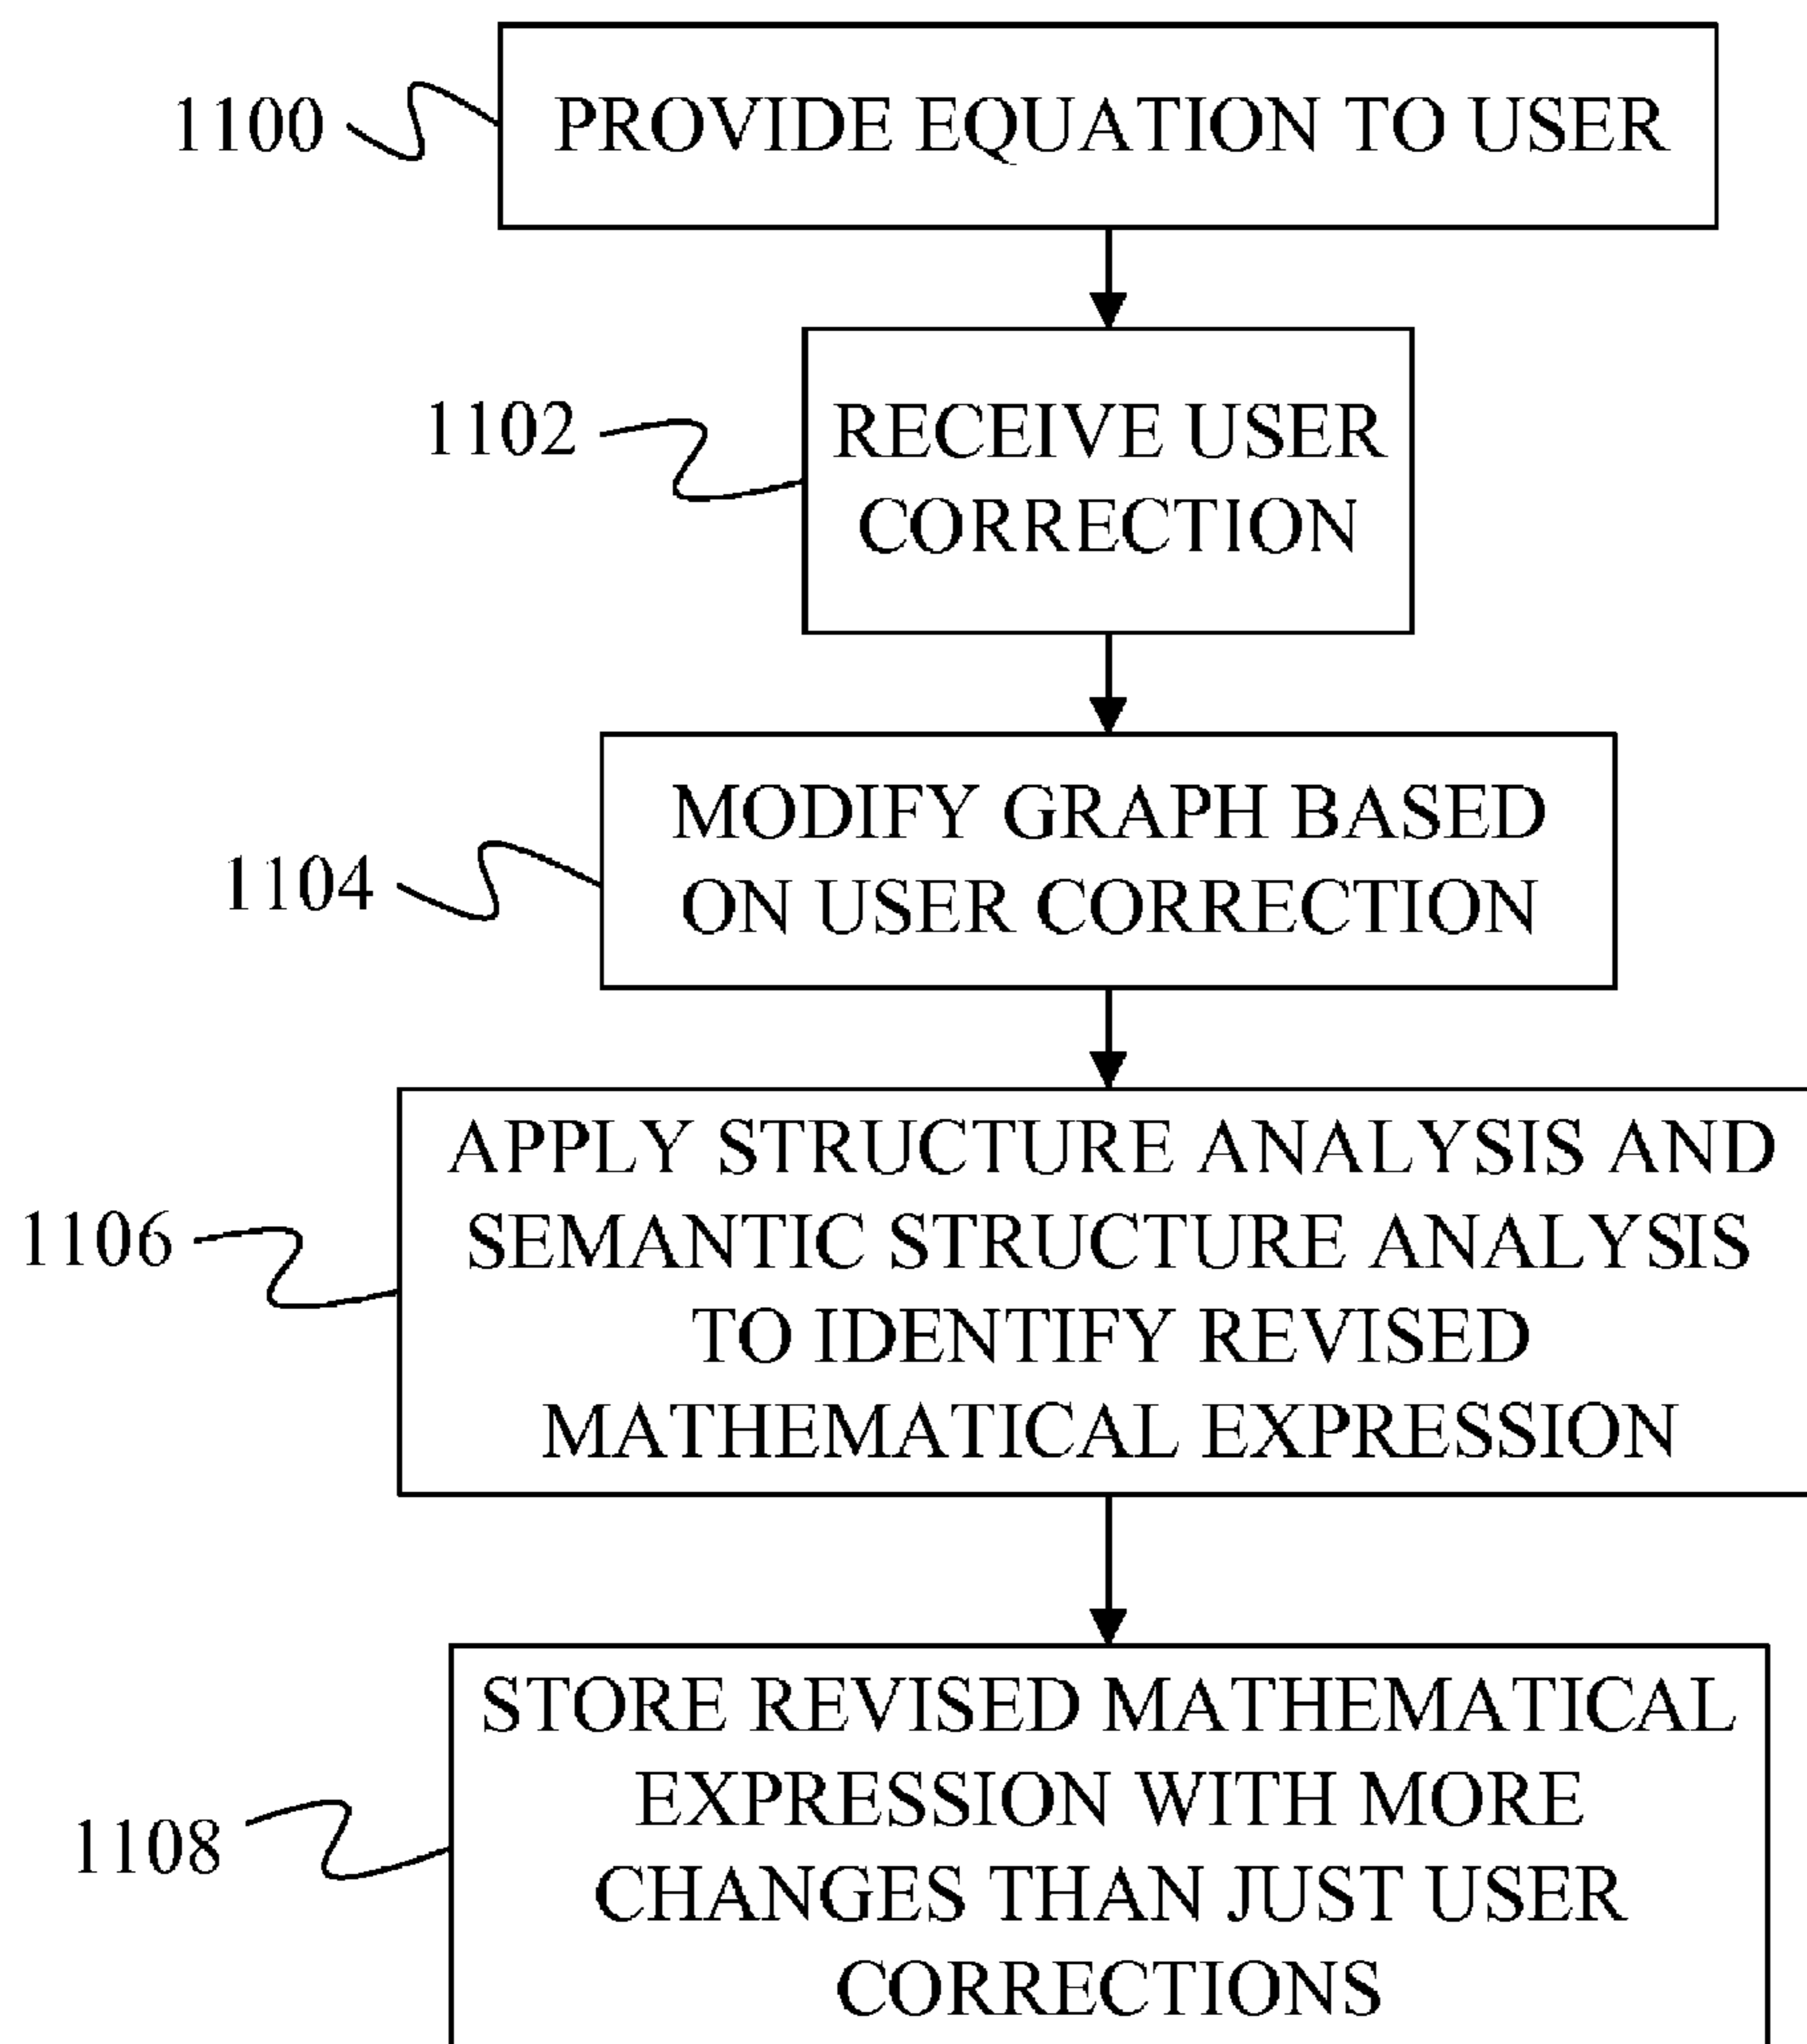 1100
PROVIDE EQUATION TO USER
1102
RECEIVE USER
CORRECTION
1104
MODIFY GRAPH BASED
ON USER CORRECTION
1106
APPLY STRUCTURE ANALYSIS AND
SEMANTIC STRUCTURE ANALYSIS
TO IDENTIFY REVISED
MATHEMATICAL EXPRESSION
1108
STORE REVISED MATHEMATICAL
EXPRESSION WITH MORE
CHANGES THAN JUST USER
CORRECTIONS